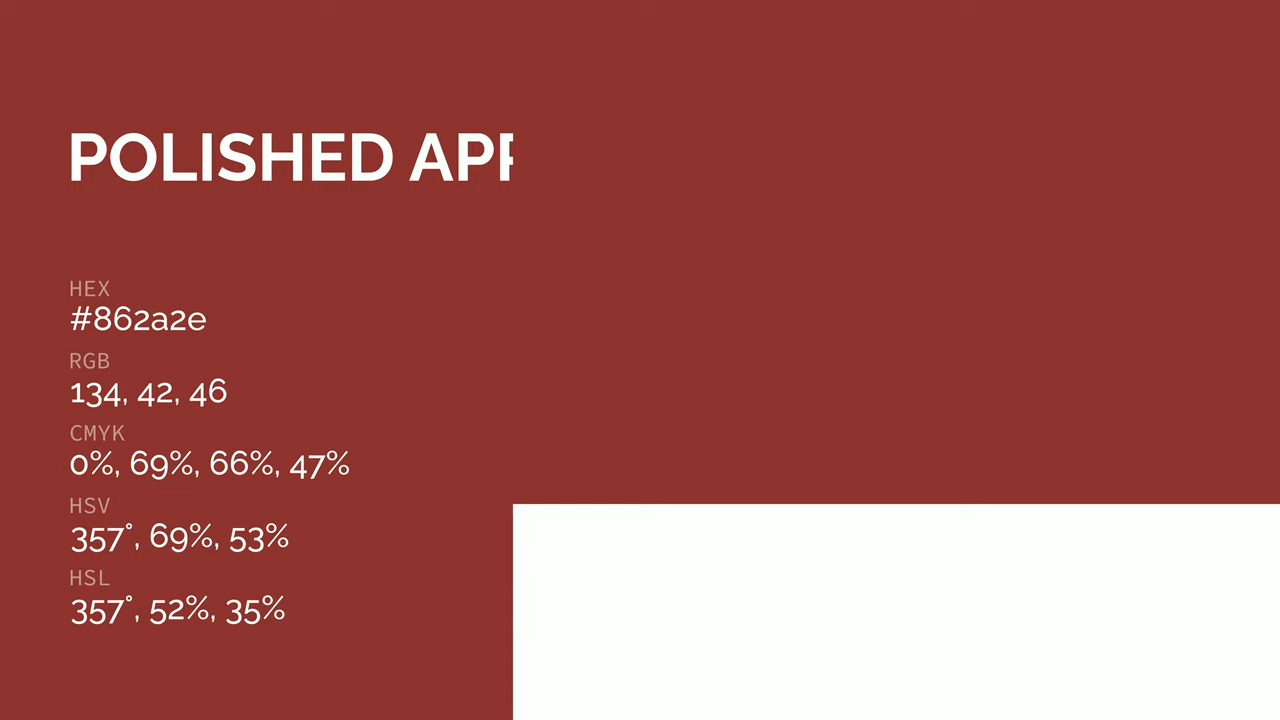 POLISHED AP
HEX
#862a2e
RGB
134, 42, 46
CMYK
0%, 69%, 66%, 47%
HSV
357°, 69%, 53%
HSL
357°, 52%, 35%